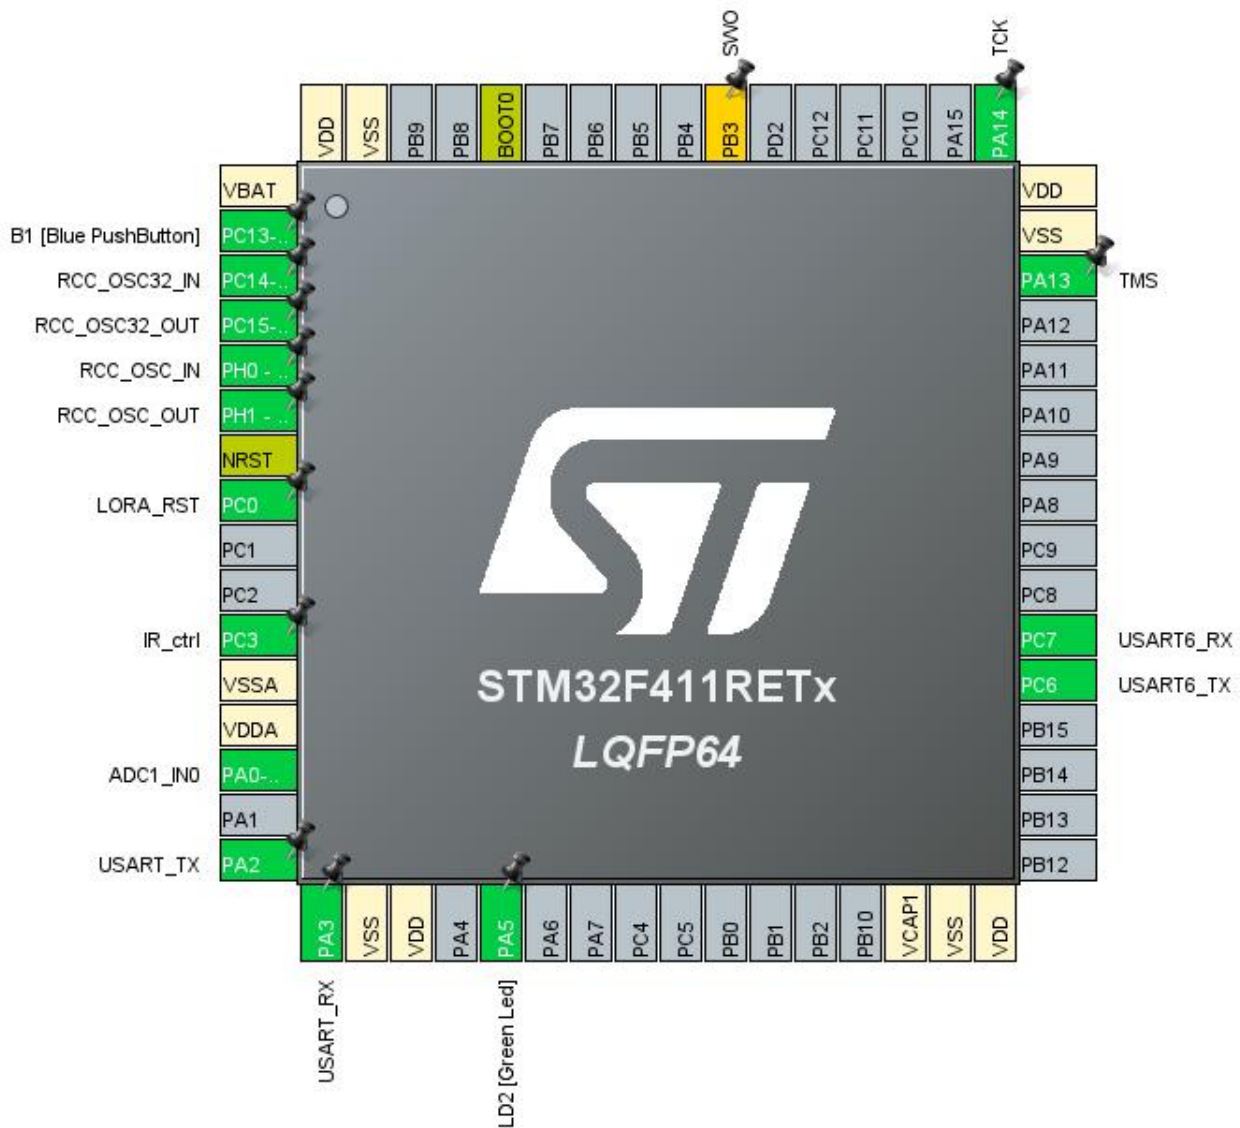 SWO
TCK
VDD
VSS
PB9
PB8
BOOT0
PB7
PB6
PB5
PB4
PB3
PD2
PC12
PC11
PC10
PA15
PA14
VBAT
B1 [Blue PushButton] PC13-..
RCC_OSC32_IN PC14-..
RCC_OSC32_OUT PC15-..
RCC_OSC_IN PH0 - ..
RCC_OSC_OUT PH1 - ..
NRST
LORA_RST PC0
PC1
PC2
IR_ctrl PC3
VSSA
VDDA
ADC1_IN0 PA0-..
PA1
USART_TX PA2
VDD
VSS
PA13 TMS
PA12
PA11
PA10
PA9
PA8
PC9
PC8
PC7 USART6_RX
PC6 USART6_TX
PB15
PB14
PB13
PB12
ST
STM32F411RETx
LQFP64
PA3
VSS
VDD
PA4
PA5
PA6
PA7
PC4
PC5
PB0
PB1
PB2
PB10
VCAP1
VSS
VDD
USART_RX
LD2 [Green Led]